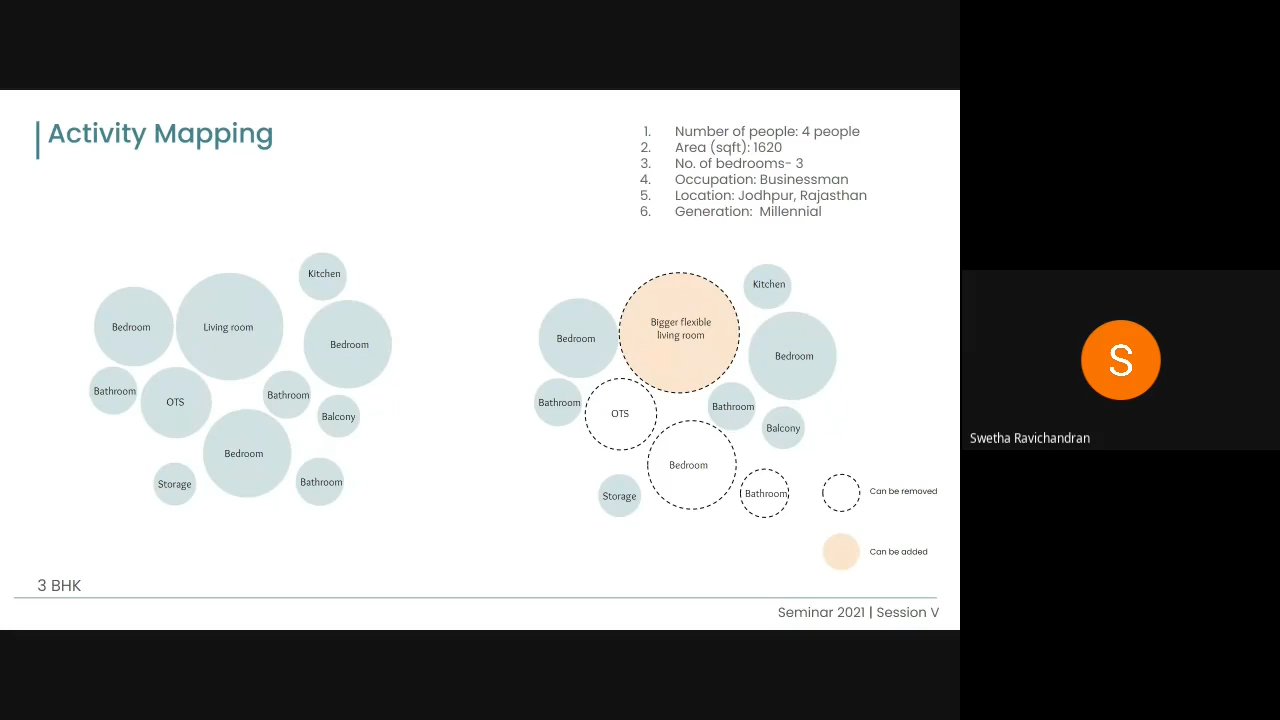 Activity Mapping
1. Number of people: 4 people
2. Area (sqft): 1620
3. No. of bedrooms- 3
4. Occupation: Businessman
5. Location: Jodhpur, Rajasthan
6. Generation: Millennial
Kitchen
Bedroom
Living room
Bedroom
Bathroom
OTS
Bathroom
Balcony
Bedroom
Storage
Bathroom
Kitchen
Bigger flexible
living room
Bedroom
Bedroom
Bathroom
OTS
Bathroom
Balcony
Bedroom
Storage
Bathroom
Can be removed
Can be added
3 BHK
Seminar 2021 | Session V
S
Swetha Ravichandran